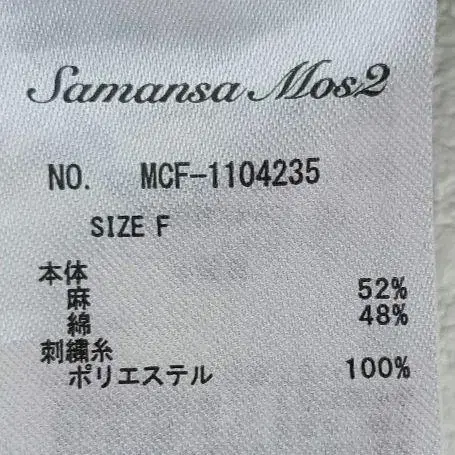 Samansa Mos2
NO. MCF-1104235
SIZE F
本体
麻 52%
綿 48%
刺繍糸
ポリエステル 100%